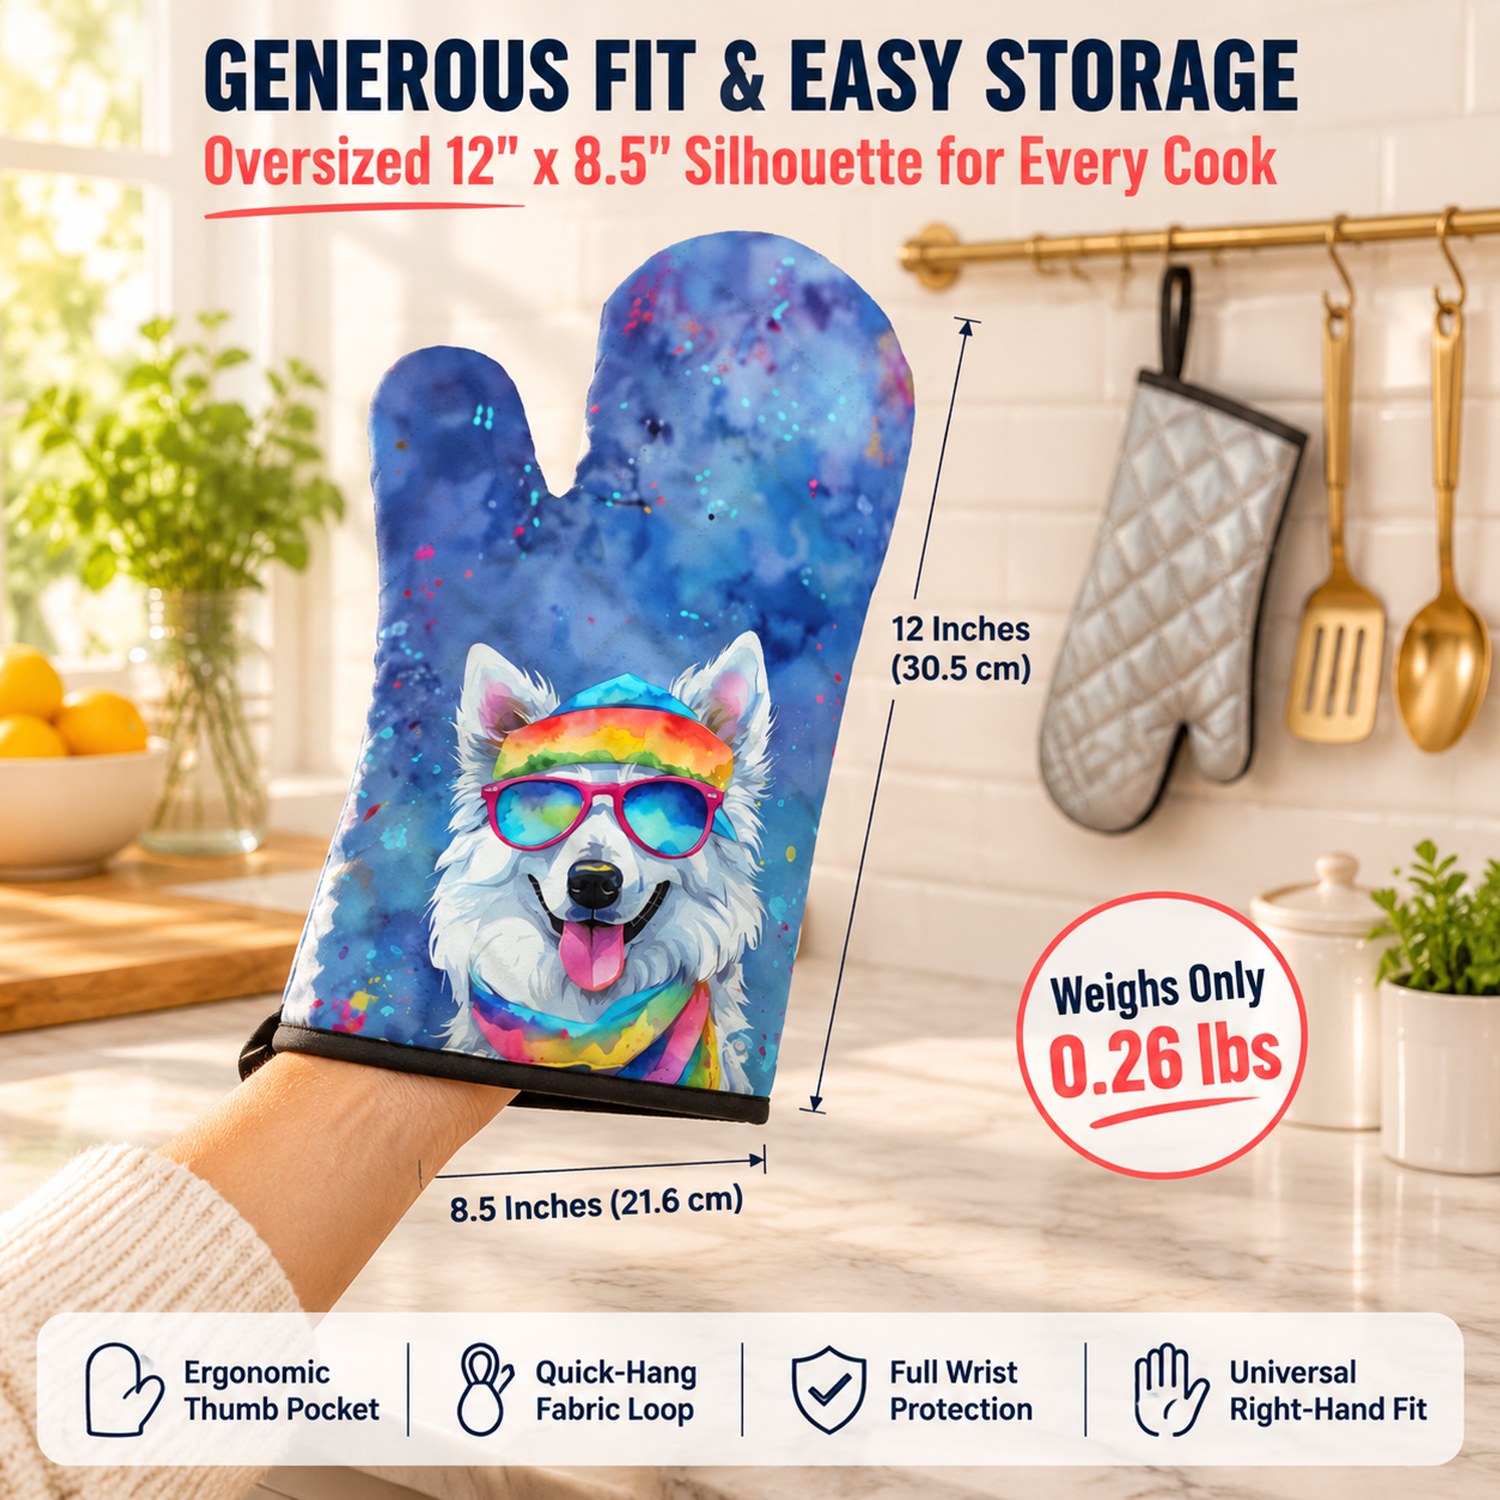 GENEROUS FIT & EASY STORAGE
Oversized 12” x 8.5” Silhouette for Every Cook
12 Inches
(30.5 cm)
Weighs Only
0.26 lbs
8.5 Inches (21.6 cm)
Ergonomic
Thumb Pocket
Quick-Hang
Fabric Loop
Full Wrist
Protection
Universal
Right-Hand Fit